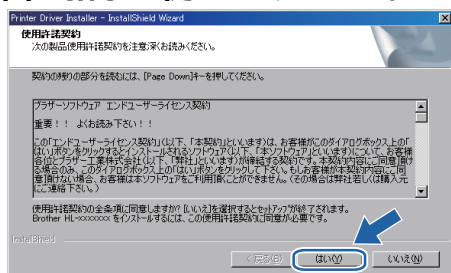 Printer Driver Installer - InstallShield Wizard
使用許諾契約
次の製品使用許諾契約を注意深くお読みください。
契約の残りの部分を読むには、[Page Down]キーを押してください。
ブラザーソフトウェア エンドユーザーライセンス契約
重要！！ よくお読み下さい！！
この「エンドユーザーライセンス契約」(以下、「本契約」といいます)は、お客様がこのダイアログボックス上の「
はい」ボタンをクリックするとインストールされるソフトウェア(以下、「本ソフトウェア」といいます)について、お客様
各位とブラザー工業株式会社(以下、「弊社」といいます)が締結する契約です。本契約内容にご同意頂け
る場合のみ、このダイアログボックス上の「はい」ボタンをクリックして下さい。もしお客様が本契約内容にご同
意頂けない場合、お客様は本ソフトウェアをご利用頂くことができません。(その場合は弊社若しくは購入元
にご連絡下さい。)
使用許諾契約の全条項に同意しますか? [いいえ]を選択するとセットアップが終了されます。
Brother HL-xxxxxxx をインストールするには、この使用許諾契約に同意が必要です。
InstallShield
< 戻る(B)
はい(Y)
いいえ(N)